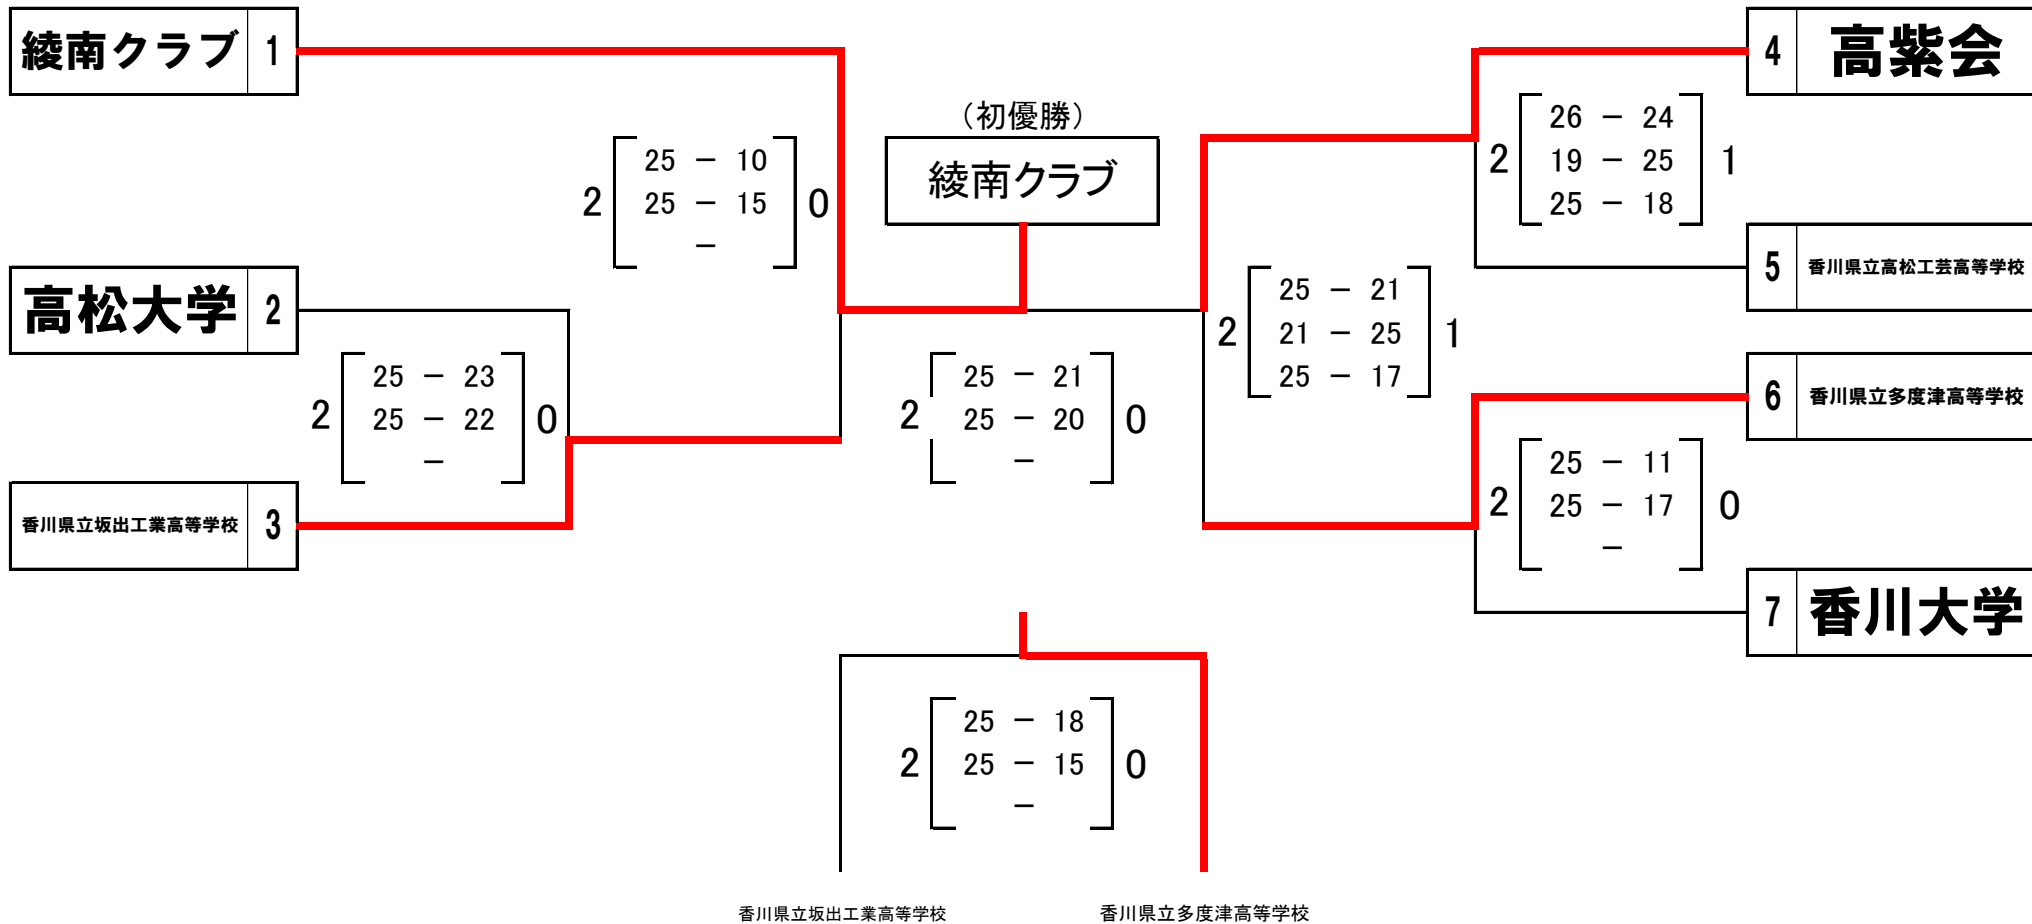 綾南クラブ 1
高松大学 2
香川県立坂出工業高等学校 3
25 － 23
2 25 － 22 0
－
25 － 10
2 25 － 15 0
－
(初優勝)
綾南クラブ
25 － 21
2 25 － 20 0
－
25 － 21
2 21 － 25 1
25 － 17
4 高紫会
26 － 24
2 19 － 25 1
25 － 18
5 香川県立高松工芸高等学校
6 香川県立多度津高等学校
25 － 11
2 25 － 17 0
－
7 香川大学
25 － 18
2 25 － 15 0
－
香川県立坂出工業高等学校 香川県立多度津高等学校